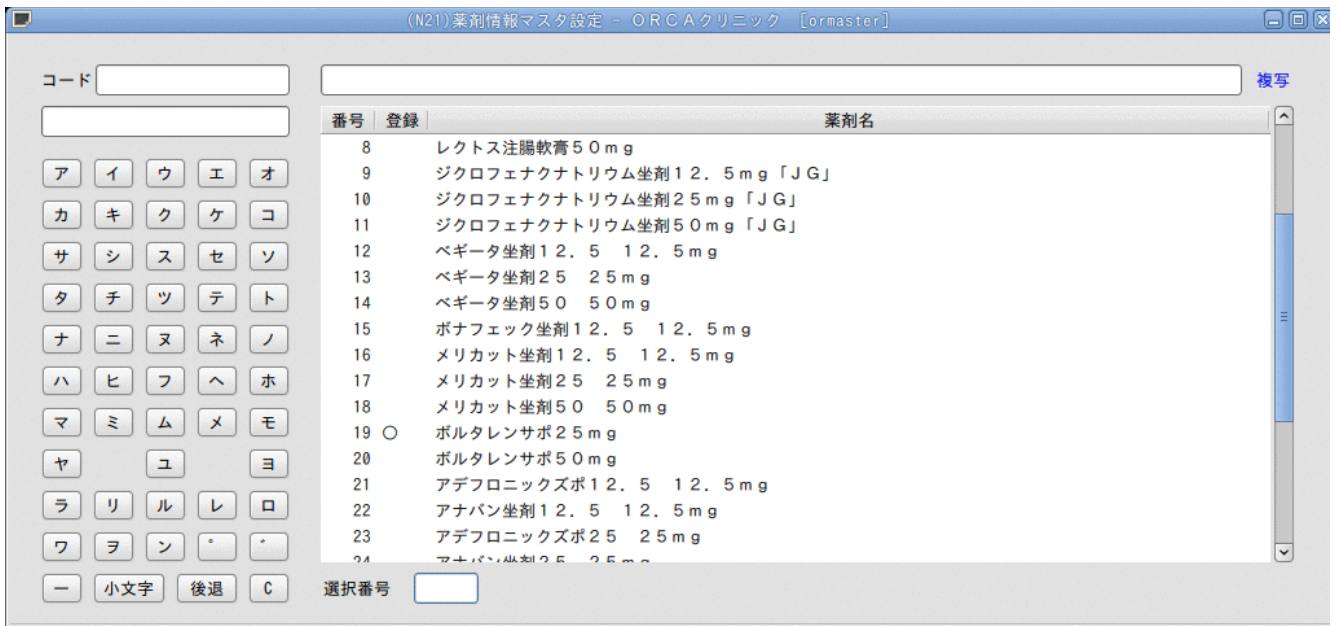 (N21)薬剤情報マスタ設定 - ＯＲＣＡクリニック [ormaster]
コード 複写
番号 登録 薬剤名
8 レクトス注腸軟膏５０ｍｇ
9 ジクロフェナクナトリウム坐剤１２．５ｍｇ「ＪＧ」
10 ジクロフェナクナトリウム坐剤２５ｍｇ「ＪＧ」
11 ジクロフェナクナトリウム坐剤５０ｍｇ「ＪＧ」
12 ベギータ坐剤１２．５　１２．５ｍｇ
13 ベギータ坐剤２５　２５ｍｇ
14 ベギータ坐剤５０　５０ｍｇ
15 ボナフェック坐剤１２．５　１２．５ｍｇ
16 メリカット坐剤１２．５　１２．５ｍｇ
17 メリカット坐剤２５　２５ｍｇ
18 メリカット坐剤５０　５０ｍｇ
19 ○ ボルタレンサポ２５ｍｇ
20 ボルタレンサポ５０ｍｇ
21 アデフロニックズポ１２．５　１２．５ｍｇ
22 アナバン坐剤１２．５　１２．５ｍｇ
23 アデフロニックズポ２５　２５ｍｇ
24 アナバン坐剤２５　２５ｍｇ
ア イ ウ エ オ
カ キ ク ケ コ
サ シ ス セ ソ
タ チ ツ テ ト
ナ ニ ヌ ネ ノ
ハ ヒ フ ヘ ホ
マ ミ ム メ モ
ヤ ユ ヨ
ラ リ ル レ ロ
ワ ヲ ン ゜ ゛
ー 小文字 後退 C
選択番号